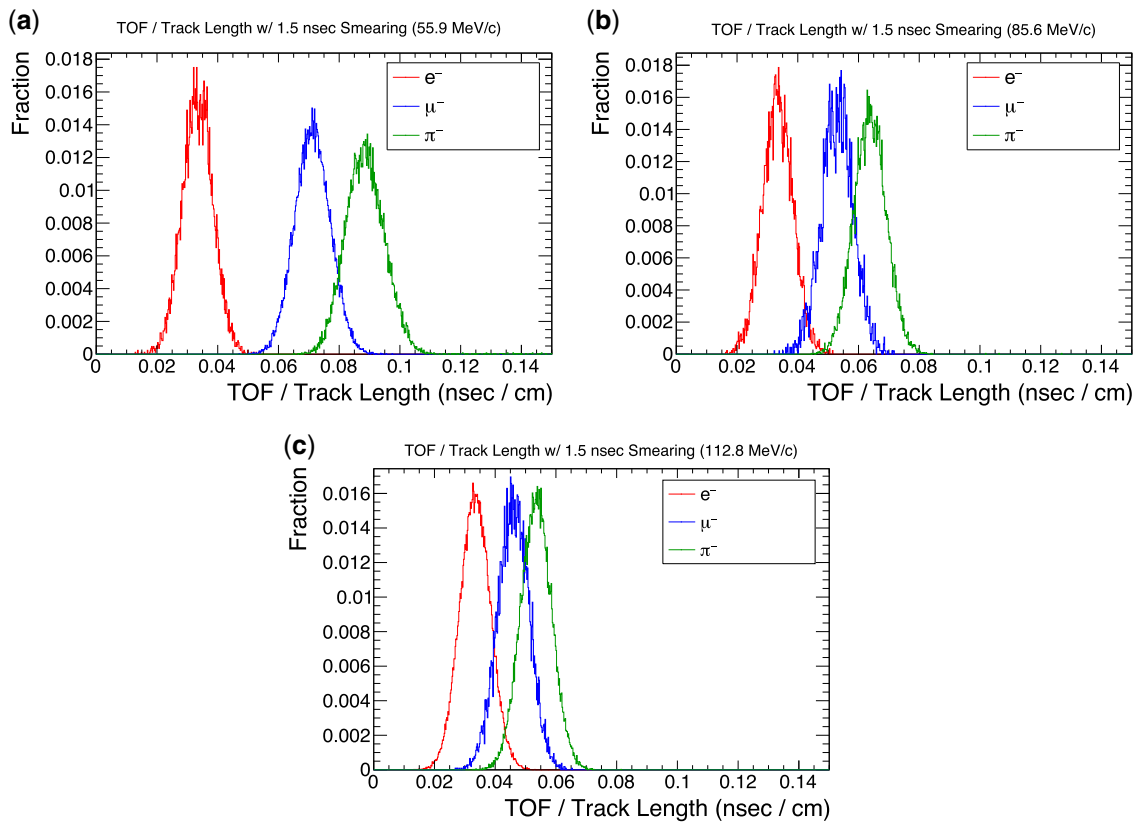 (a)
TOF / Track Length w/ 1.5 nsec Smearing (55.9 MeV/c)
Fraction
0.018
0.016
0.014
0.012
0.01
0.008
0.006
0.004
0.002
0
e⁻
μ⁻
π⁻
0 0.02 0.04 0.06 0.08 0.1 0.12 0.14
TOF / Track Length (nsec / cm)
(b)
TOF / Track Length w/ 1.5 nsec Smearing (85.6 MeV/c)
Fraction
0.018
0.016
0.014
0.012
0.01
0.008
0.006
0.004
0.002
0
e⁻
μ⁻
π⁻
0 0.02 0.04 0.06 0.08 0.1 0.12 0.14
TOF / Track Length (nsec / cm)
(c)
TOF / Track Length w/ 1.5 nsec Smearing (112.8 MeV/c)
Fraction
0.016
0.014
0.012
0.01
0.008
0.006
0.004
0.002
0
e⁻
μ⁻
π⁻
0 0.02 0.04 0.06 0.08 0.1 0.12 0.14
TOF / Track Length (nsec / cm)